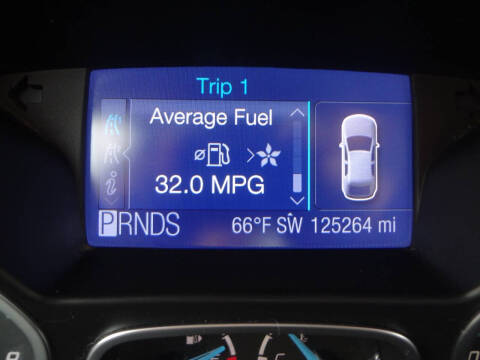 Trip 1
Average Fuel
32.0 MPG
PRNDS 66°F SW 125264 mi